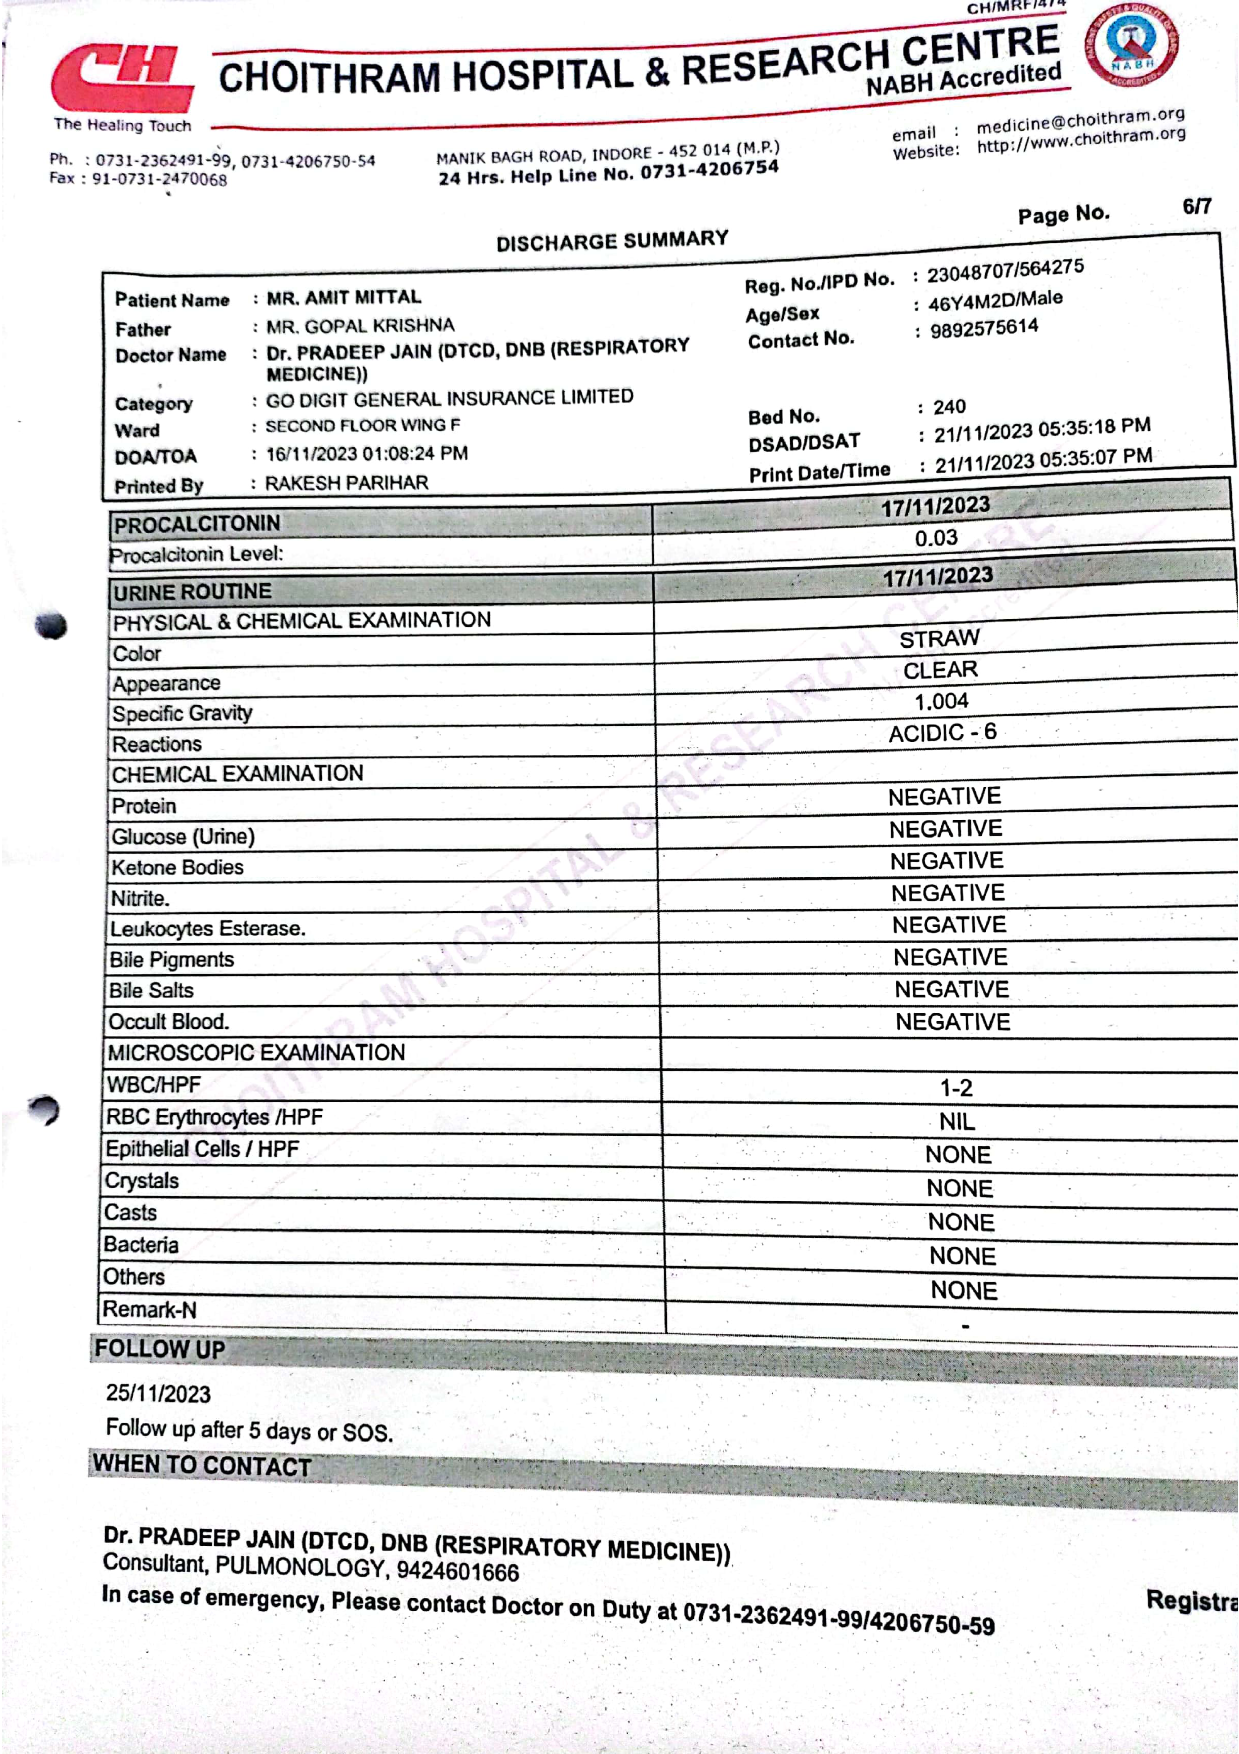 CH/MRF/474
CH
The Healing Touch
CHOITHRAM HOSPITAL & RESEARCH CENTRE
NABH Accredited
PATIENT SAFETY & QUALITY OF CARE
NABH
ACCREDITED
Ph. : 0731-2362491-99, 0731-4206750-54
Fax : 91-0731-2470068
MANIK BAGH ROAD, INDORE - 452 014 (M.P.)
24 Hrs. Help Line No. 0731-4206754
email : medicine@choithram.org
Website: http://www.choithram.org
Page No. 6/7
DISCHARGE SUMMARY
Patient Name : MR. AMIT MITTAL
Reg. No./IPD No. : 23048707/564275
Father : MR. GOPAL KRISHNA
Age/Sex : 46Y4M2D/Male
Doctor Name : Dr. PRADEEP JAIN (DTCD, DNB (RESPIRATORY
MEDICINE))
Contact No. : 9892575614
Category : GO DIGIT GENERAL INSURANCE LIMITED
Ward : SECOND FLOOR WING F
Bed No. : 240
DOA/TOA : 16/11/2023 01:08:24 PM
DSAD/DSAT : 21/11/2023 05:35:18 PM
Printed By : RAKESH PARIHAR
Print Date/Time : 21/11/2023 05:35:07 PM
PROCALCITONIN 17/11/2023
Procalcitonin Level: 0.03
URINE ROUTINE 17/11/2023
PHYSICAL & CHEMICAL EXAMINATION
Color STRAW
Appearance CLEAR
Specific Gravity 1.004
Reactions ACIDIC - 6
CHEMICAL EXAMINATION
Protein NEGATIVE
Glucose (Urine) NEGATIVE
Ketone Bodies NEGATIVE
Nitrite. NEGATIVE
Leukocytes Esterase. NEGATIVE
Bile Pigments NEGATIVE
Bile Salts NEGATIVE
Occult Blood. NEGATIVE
MICROSCOPIC EXAMINATION
WBC/HPF 1-2
RBC Erythrocytes /HPF NIL
Epithelial Cells / HPF NONE
Crystals NONE
Casts NONE
Bacteria NONE
Others NONE
Remark-N -
CHOITHRAM HOSPITAL & RESEARCH CENTRE
NABH Accredited
FOLLOW UP
25/11/2023
Follow up after 5 days or SOS.
WHEN TO CONTACT
Dr. PRADEEP JAIN (DTCD, DNB (RESPIRATORY MEDICINE))
Consultant, PULMONOLOGY, 9424601666
In case of emergency, Please contact Doctor on Duty at 0731-2362491-99/4206750-59
Registra